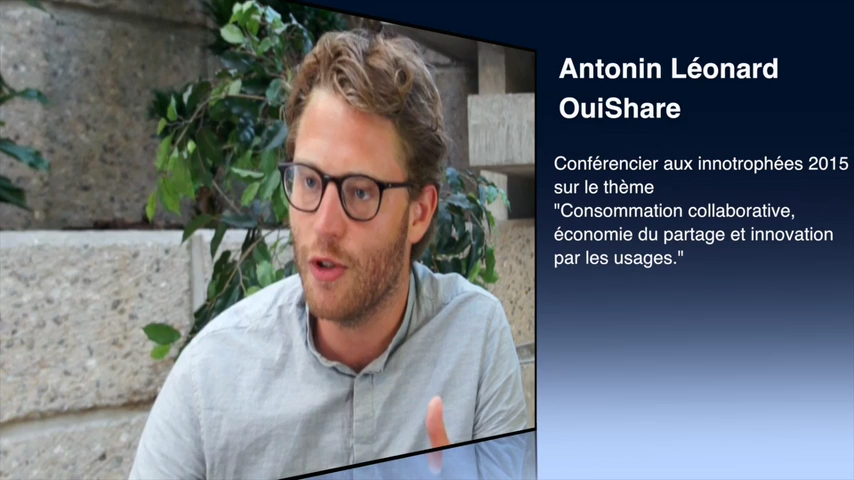 Antonin Léonard
OuiShare
Conférencier aux innotrophées 2015
sur le thème
"Consommation collaborative,
économie du partage et innovation
par les usages."